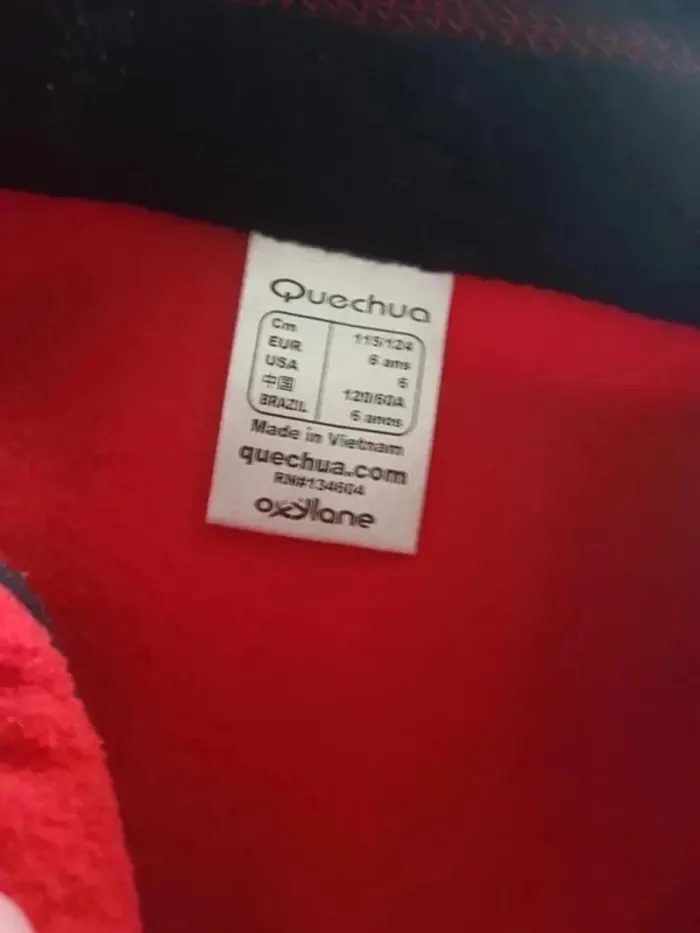 Quechua
Cm 115/124
EUR 6 ans
USA 6
中国 120/60A
BRAZIL 6 anos
Made in Vietnam
quechua.com
RN#134604
oxylane